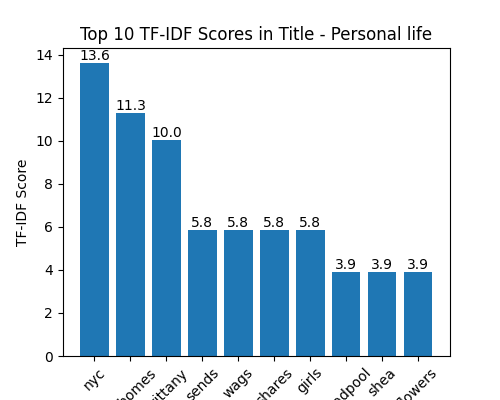 Top 10 TF-IDF Scores in Title - Personal life
TF-IDF Score
14
12
10
8
6
4
2
0
13.6
11.3
10.0
5.8
5.8
5.8
5.8
3.9
3.9
3.9
nyc
sends
wags
shares
girls
shea